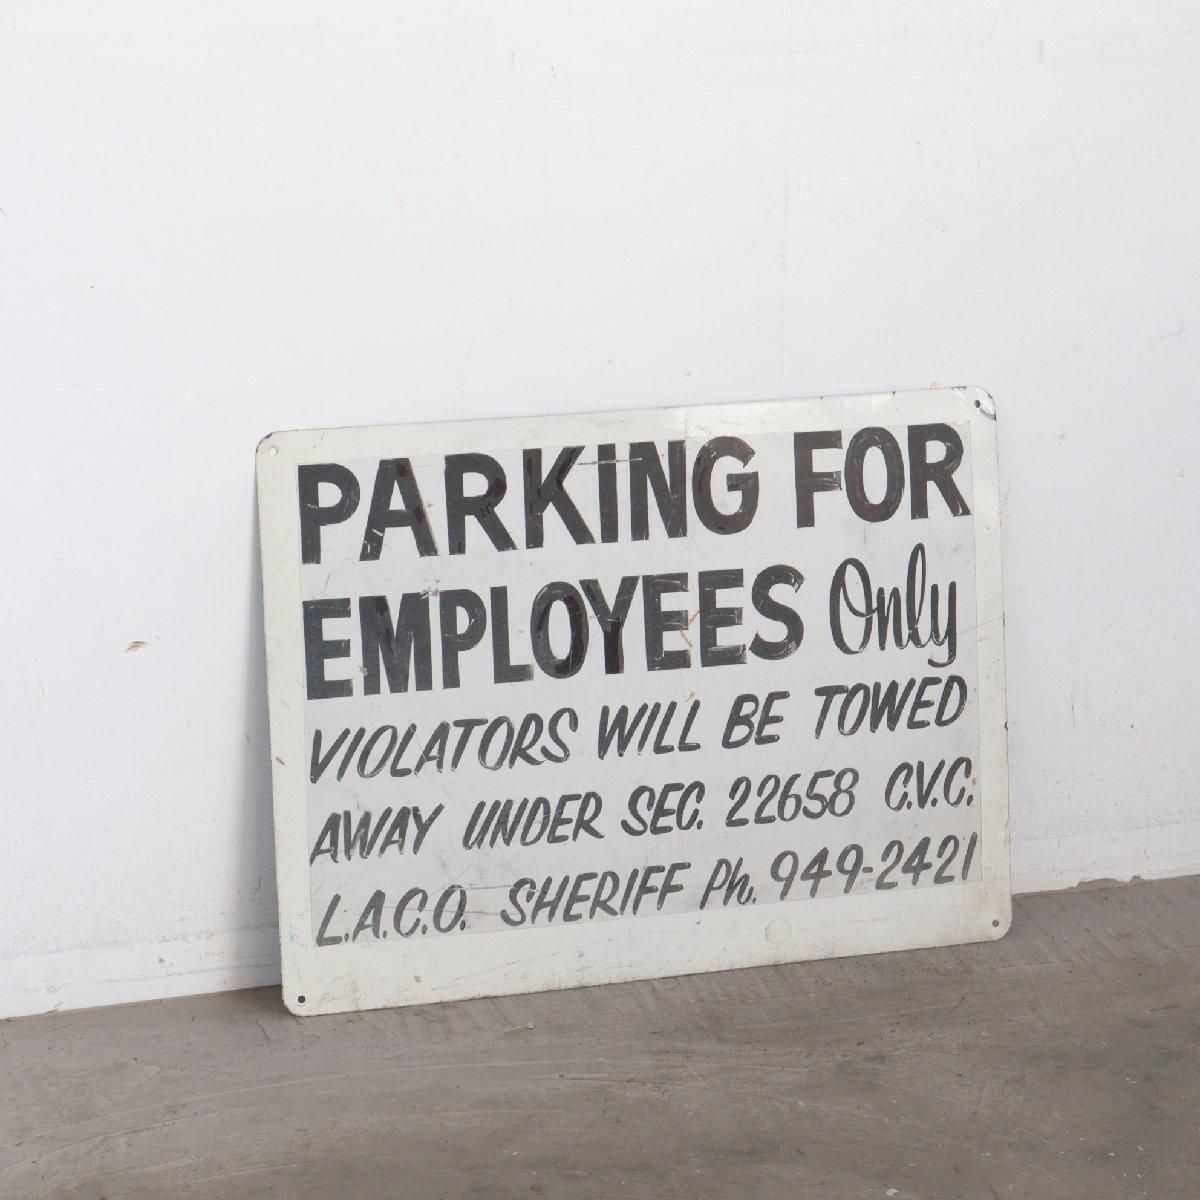 PARKING FOR
EMPLOYEES Only
VIOLATORS WILL BE TOWED
AWAY UNDER SEC. 22658 C.V.C.
L.A.C.O. SHERIFF Ph. 949-2421